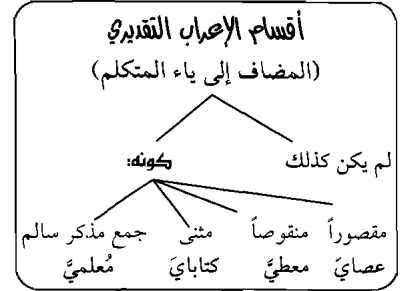 أقسام الإعراب التقديري
(المضاف إلى ياء المتكلم)
لم يكن كذلك كونه:
مقصوراً منقوصاً مثنى جمع مذكر سالم
عصايَ معطيَّ كتابايَ مُعلميَّ